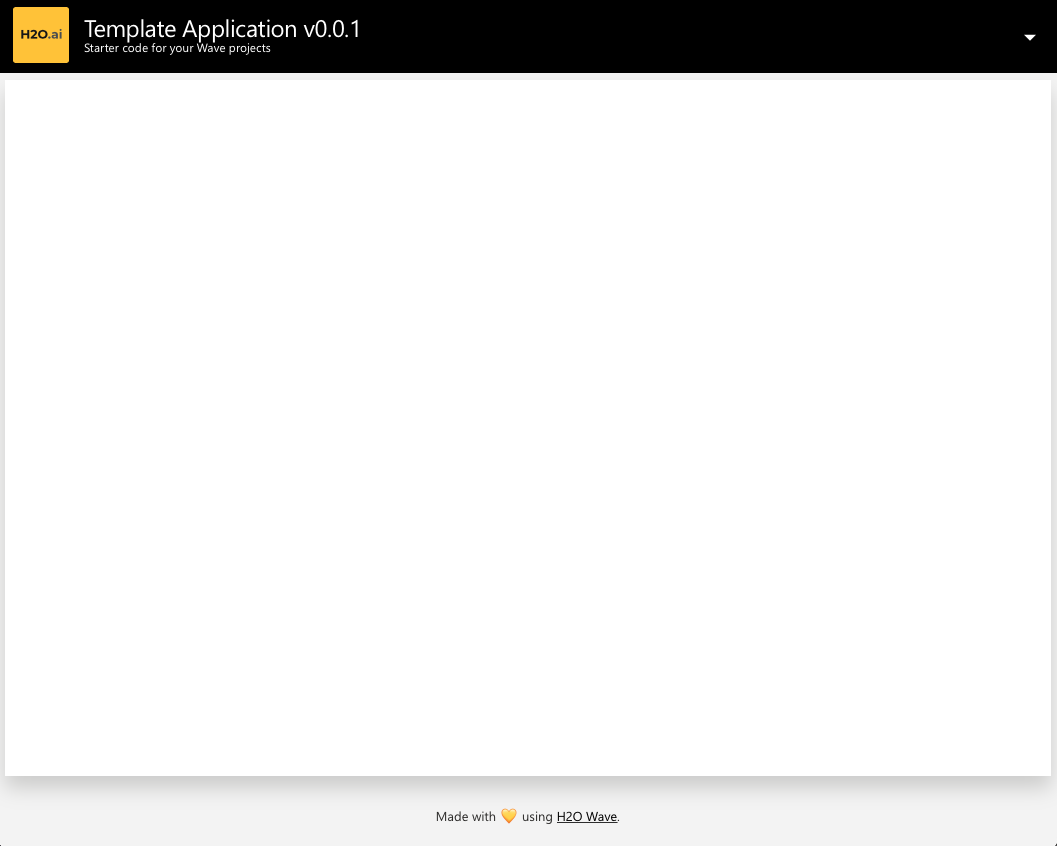 H2O.ai
Template Application v0.0.1
Starter code for your Wave projects
Made with 💛 using H2O Wave.